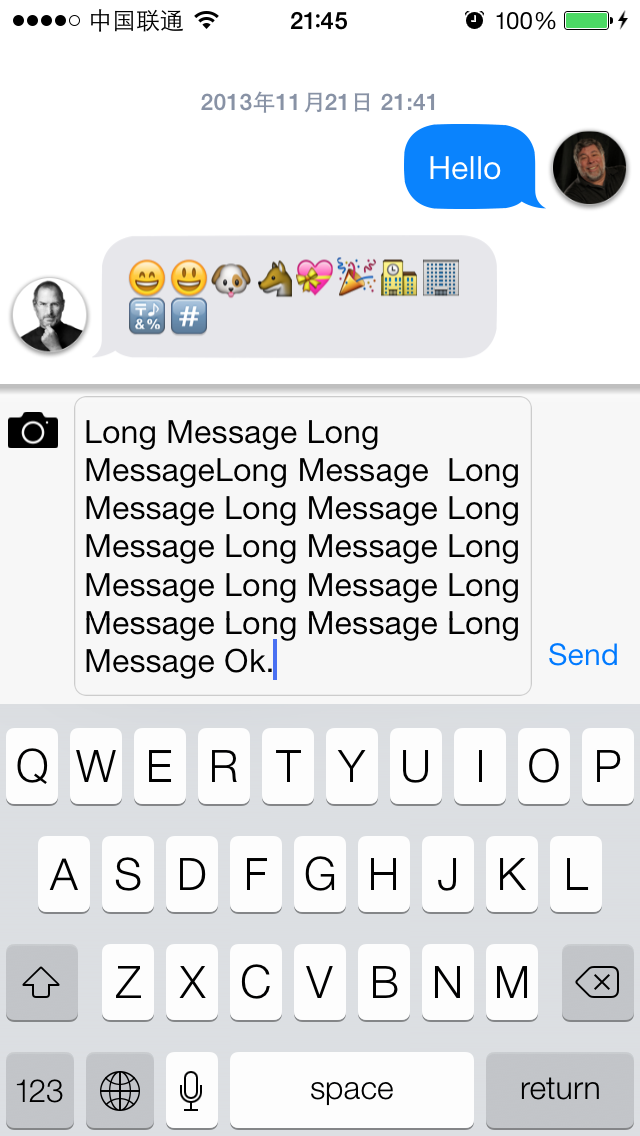 中国联通 21:45 100%
2013年11月21日 21:41
Hello
&%
#
Long Message Long
MessageLong Message  Long
Message Long Message Long
Message Long Message Long
Message Long Message Long
Message Long Message Long
Message Ok.
Send
Q W E R T Y U I O P
A S D F G H J K L
Z X C V B N M
123 space return